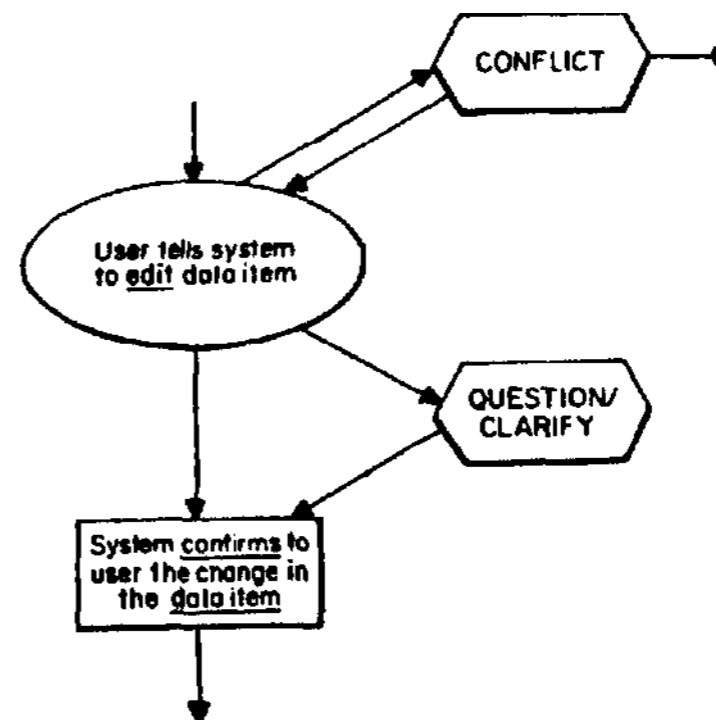 CONFLICT
User tells system
to edit data item
QUESTION/
CLARIFY
System confirms to
user the change in
the data item